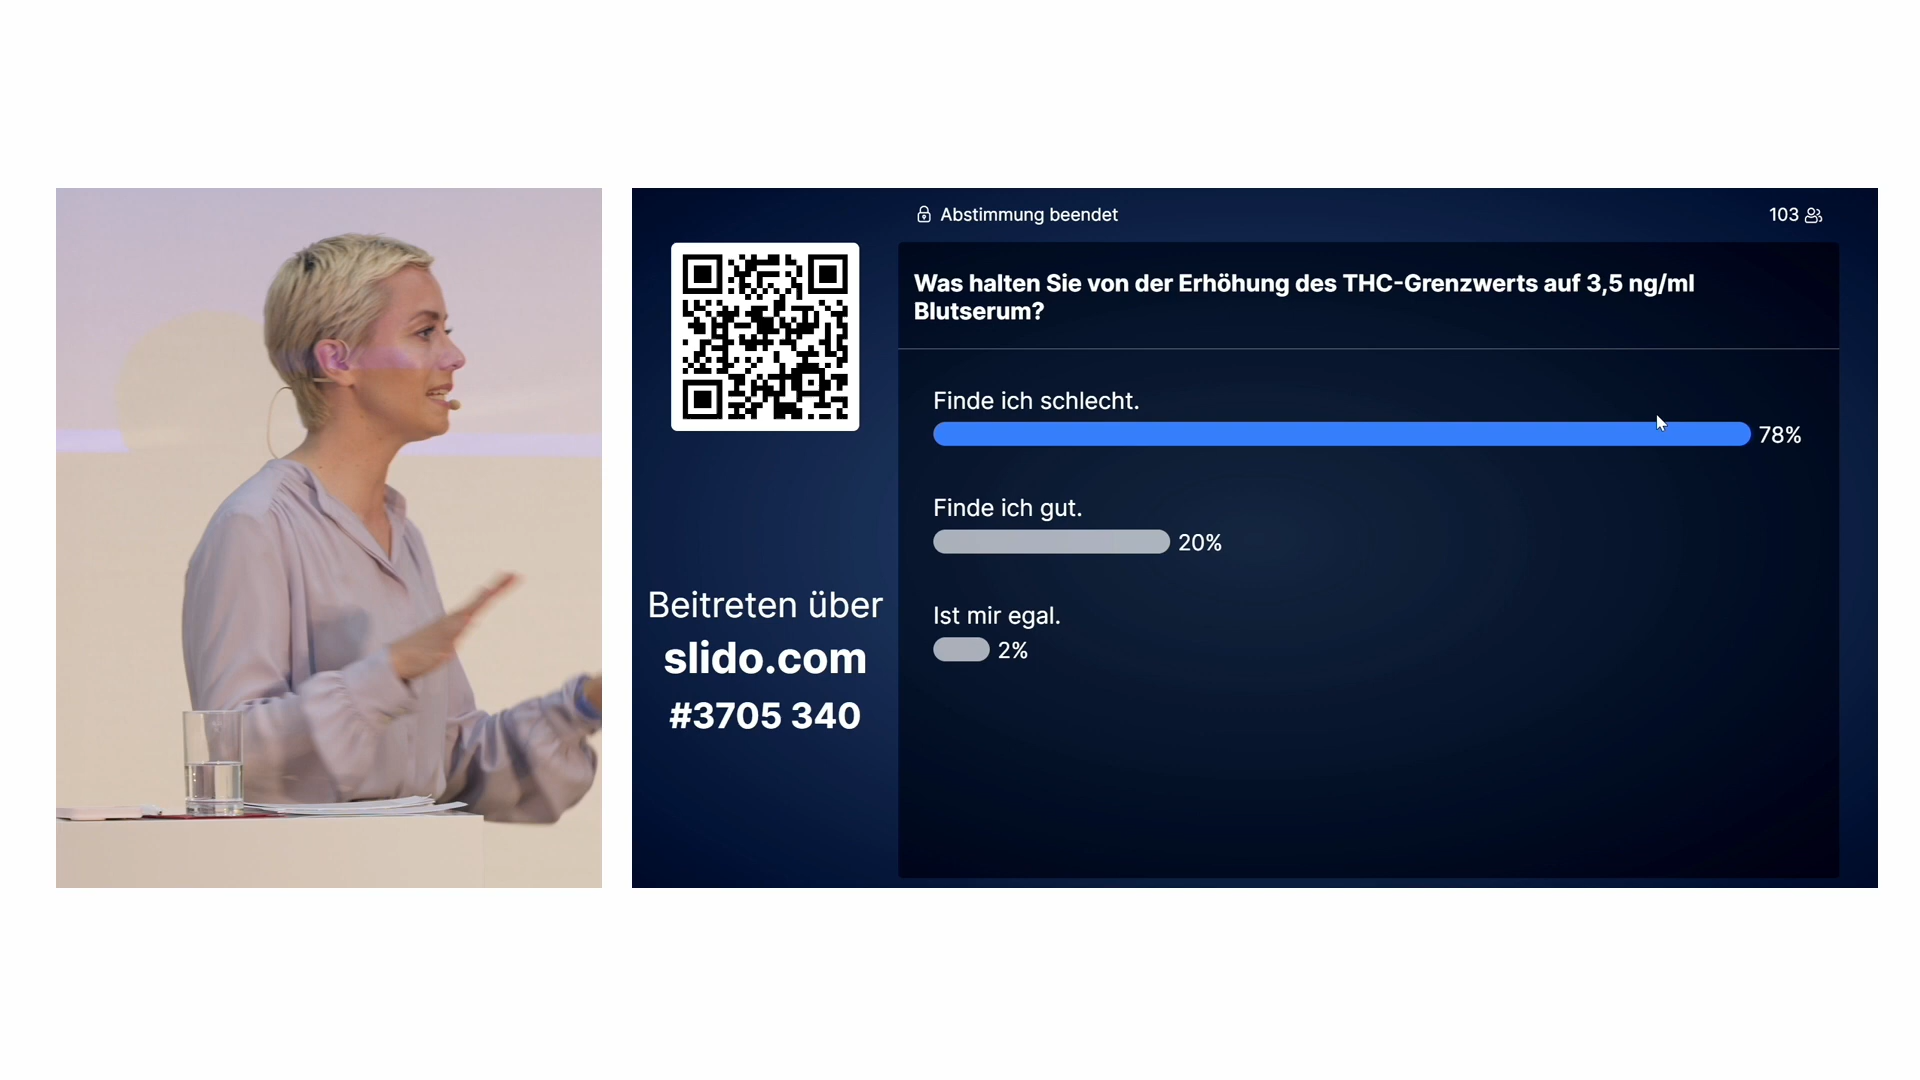 Abstimmung beendet
103
Was halten Sie von der Erhöhung des THC-Grenzwerts auf 3,5 ng/ml
Blutserum?
Finde ich schlecht.
78%
Finde ich gut.
20%
Ist mir egal.
2%
Beitreten über
slido.com
#3705 340